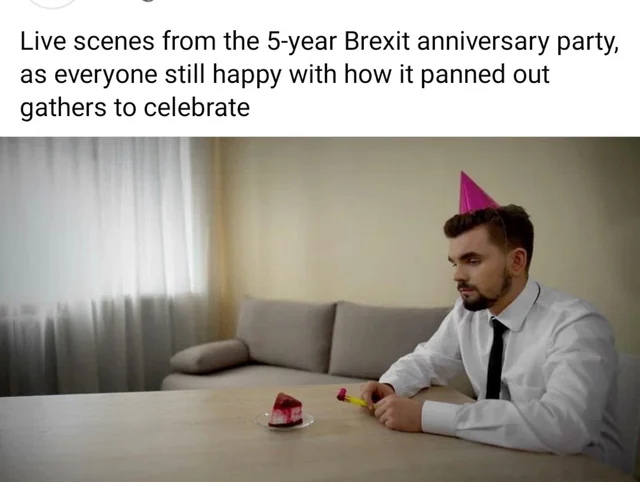 Live scenes from the 5-year Brexit anniversary party,
as everyone still happy with how it panned out
gathers to celebrate